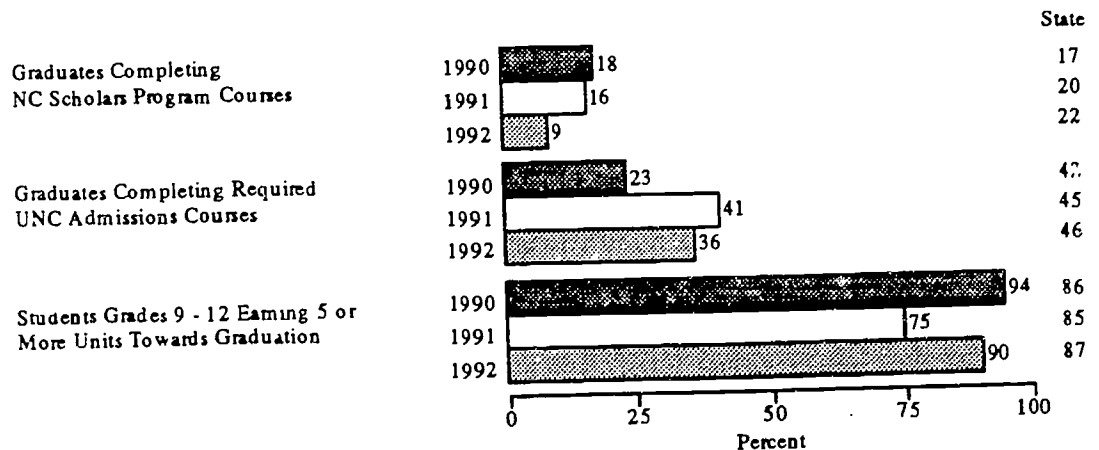 State
Graduates Completing
NC Scholars Program Courses
1990 18 17
1991 16 20
1992 9 22
Graduates Completing Required
UNC Admissions Courses
1990 23
1991 41 45
1992 36 46
Students Grades 9 - 12 Earning 5 or
More Units Towards Graduation
1990 94 86
1991 75 85
1992 90 87
0 25 50 75 100
Percent